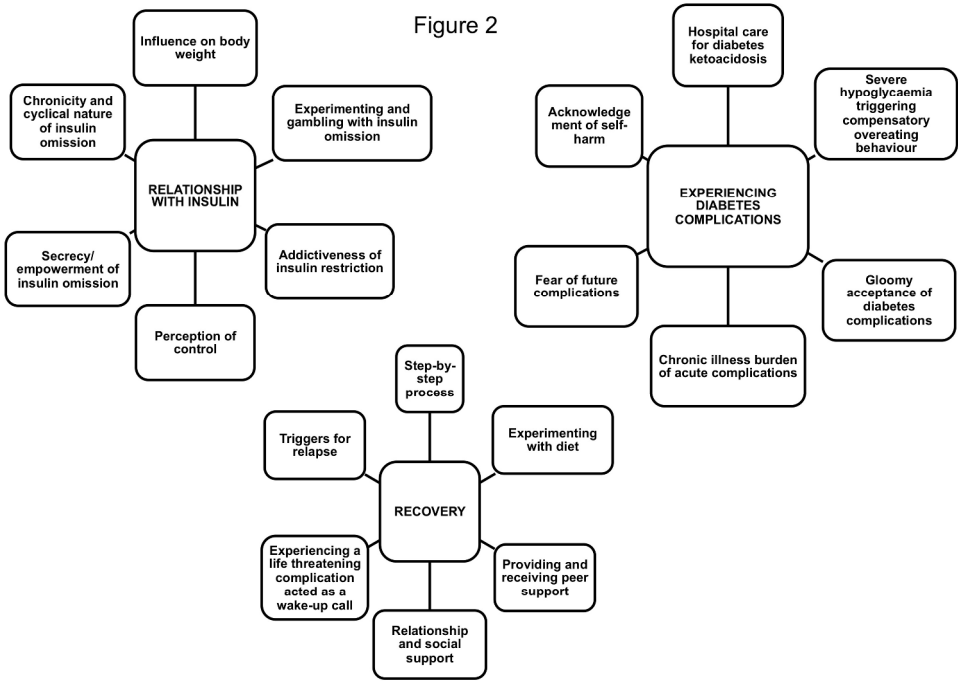 Figure 2
Influence on body
weight
Chronicity and
cyclical nature
of insulin
omission
Experimenting and
gambling with insulin
omission
RELATIONSHIP
WITH INSULIN
Secrecy/
empowerment of
insulin omission
Addictiveness of
insulin restriction
Perception of
control
Hospital care
for diabetes
ketoacidosis
Acknowledge
ment of self-
harm
Severe
hypoglycaemia
triggering
compensatory
overeating
behaviour
EXPERIENCING
DIABETES
COMPLICATIONS
Fear of future
complications
Gloomy
acceptance of
diabetes
complications
Chronic illness burden
of acute complications
Step-by-
step
process
Triggers for
relapse
Experimenting
with diet
RECOVERY
Experiencing a
life threatening
complication
acted as a
wake-up call
Providing and
receiving peer
support
Relationship
and social
support